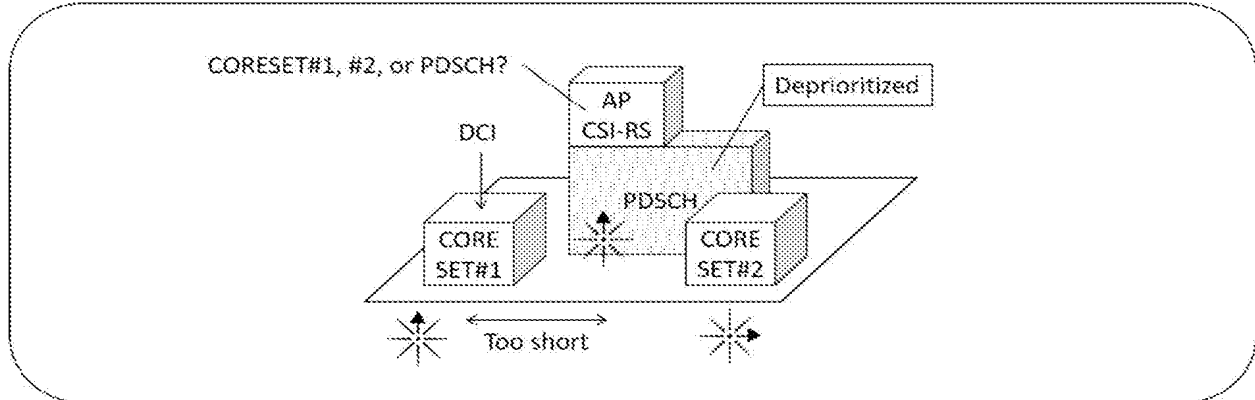 CORESET#1, #2, or PDSCH?
AP
CSI-RS
Deprioritized
DCI
PDSCH
CORE
SET#1
CORE
SET#2
Too short